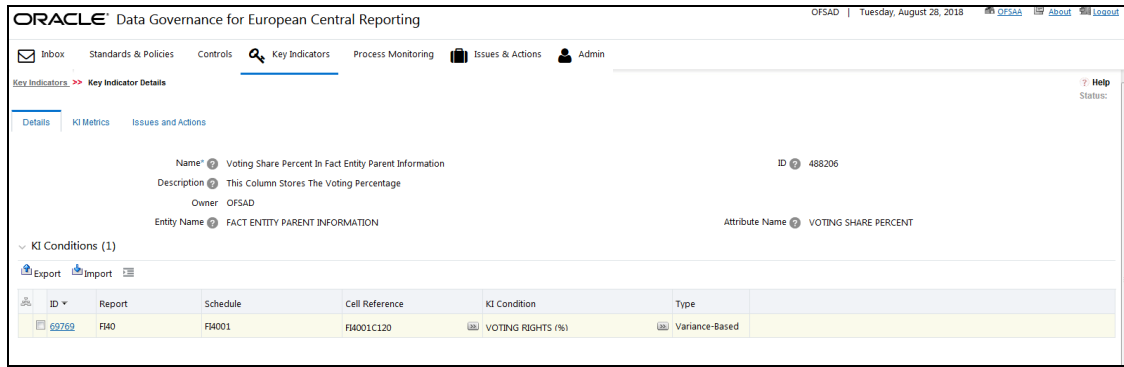 ORACLE® Data Governance for European Central Reporting
OFSAD | Tuesday, August 28, 2018 OFSAA About Logout
Inbox Standards & Policies Controls Key Indicators Process Monitoring Issues & Actions Admin
Key Indicators >> Key Indicator Details
? Help
Status:
Details KI Metrics Issues and Actions
Name* ? Voting Share Percent In Fact Entity Parent Information ID ? 488206
Description ? This Column Stores The Voting Percentage
Owner OFSAD
Entity Name ? FACT ENTITY PARENT INFORMATION Attribute Name ? VOTING SHARE PERCENT
KI Conditions (1)
Export Import
ID Report Schedule Cell Reference KI Condition Type
69769 FI40 FI4001 FI4001C120 >> VOTING RIGHTS (%) >> Variance-Based